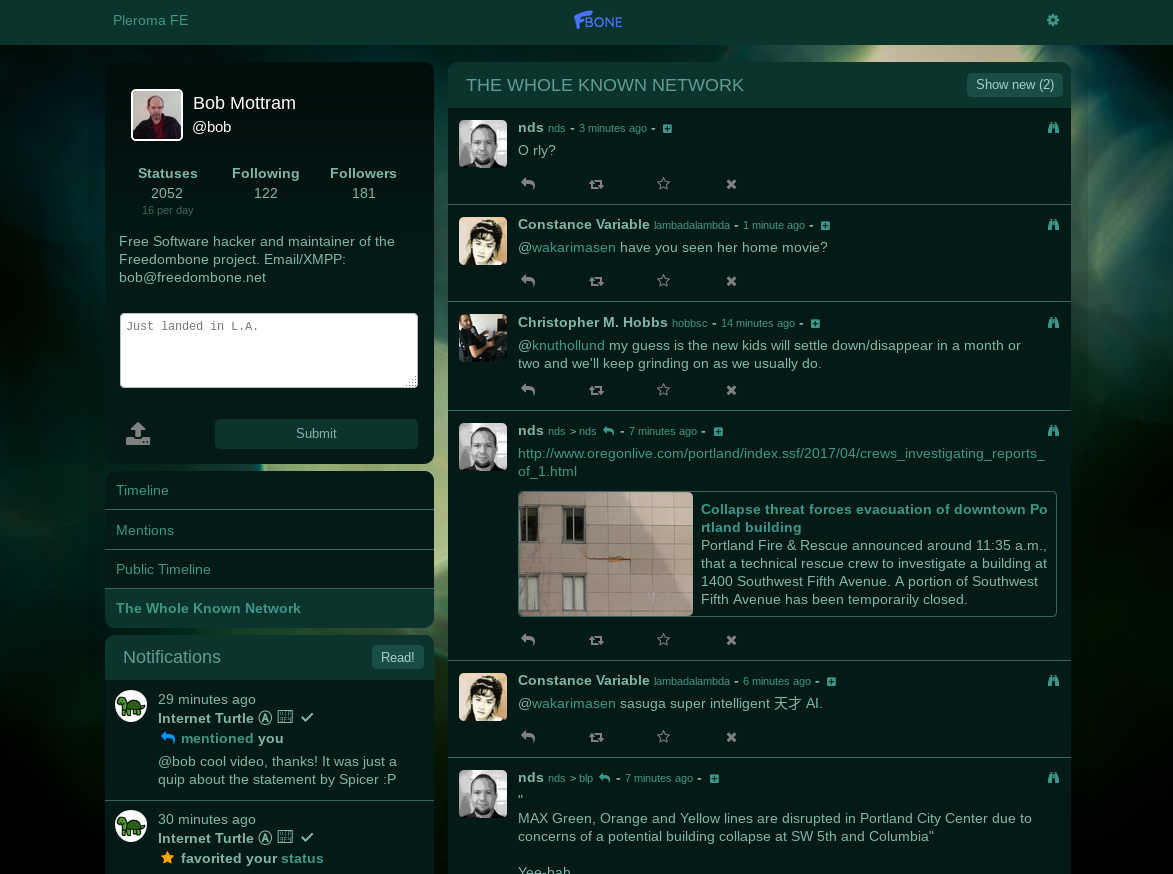 Pleroma FE
FBONE
Bob Mottram
@bob
Statuses Following Followers
2052 122 181
16 per day
Free Software hacker and maintainer of the
Freedombone project. Email/XMPP:
bob@freedombone.net
Just landed in L.A.
Submit
Timeline
Mentions
Public Timeline
The Whole Known Network
Notifications Read!
29 minutes ago
Internet Turtle Ⓐ
mentioned you
@bob cool video, thanks! It was just a
quip about the statement by Spicer :P
30 minutes ago
Internet Turtle Ⓐ
favorited your status
THE WHOLE KNOWN NETWORK Show new (2)
nds nds - 3 minutes ago -
O rly?
Constance Variable lambadalambda - 1 minute ago -
@wakarimasen have you seen her home movie?
Christopher M. Hobbs hobbsc - 14 minutes ago -
@knuthollund my guess is the new kids will settle down/disappear in a month or
two and we'll keep grinding on as we usually do.
nds nds > nds - 7 minutes ago -
http://www.oregonlive.com/portland/index.ssf/2017/04/crews_investigating_reports_
of_1.html
Collapse threat forces evacuation of downtown Po
rtland building
Portland Fire & Rescue announced around 11:35 a.m.,
that a technical rescue crew to investigate a building at
1400 Southwest Fifth Avenue. A portion of Southwest
Fifth Avenue has been temporarily closed.
Constance Variable lambadalambda - 6 minutes ago -
@wakarimasen sasuga super intelligent 天才 AI.
nds nds > blp - 7 minutes ago -
"
MAX Green, Orange and Yellow lines are disrupted in Portland City Center due to
concerns of a potential building collapse at SW 5th and Columbia"
Yee-hah